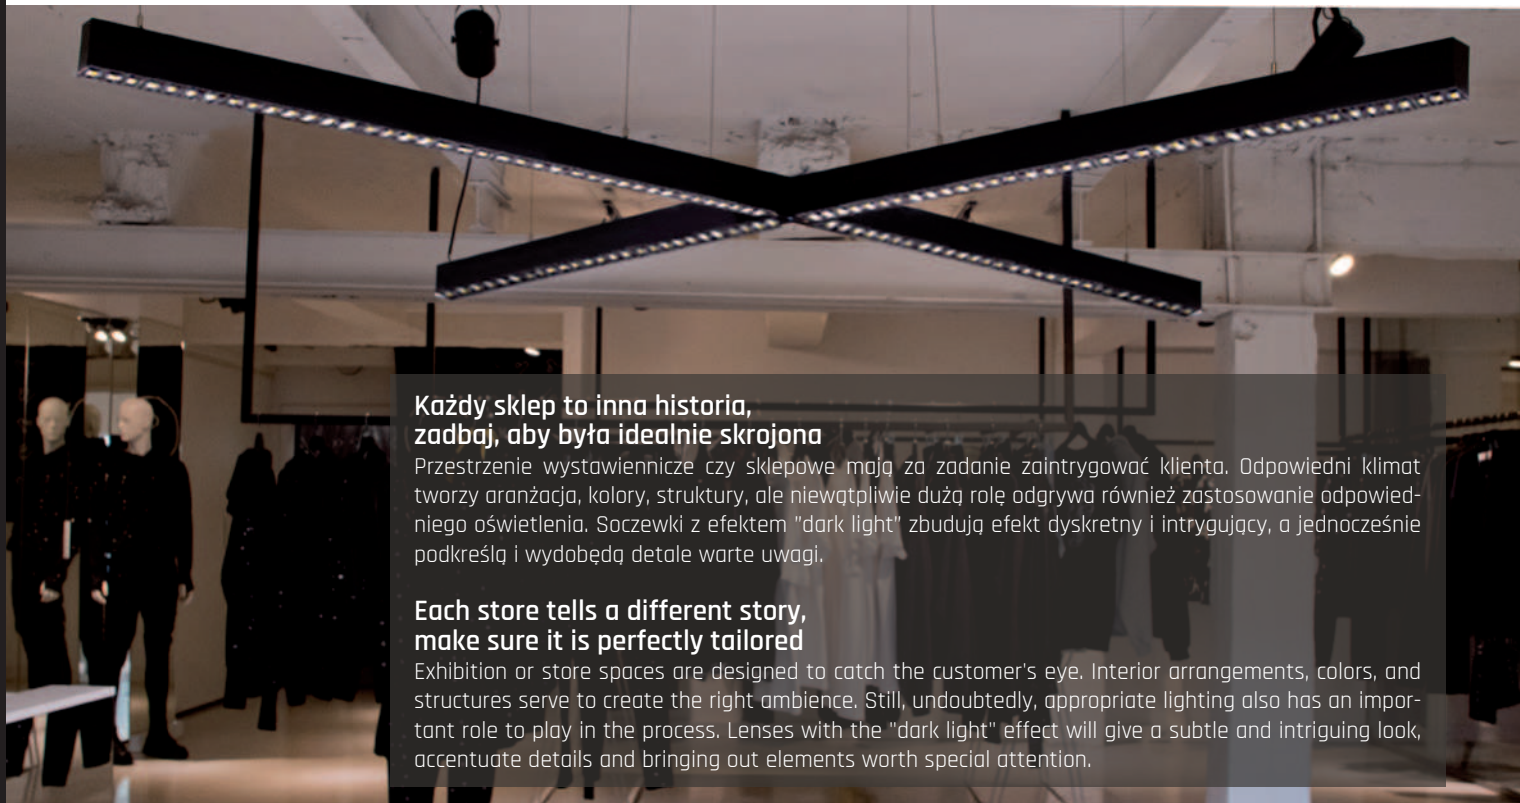 Każdy sklep to inna historia,
zadbaj, aby była idealnie skrojona
Przestrzenie wystawiennicze czy sklepowe mają za zadanie zaintrygować klienta. Odpowiedni klimat
tworzy aranżacja, kolory, struktury, ale niewątpliwie dużą rolę odgrywa również zastosowanie odpowied-
niego oświetlenia. Soczewki z efektem "dark light" zbudują efekt dyskretny i intrygujący, a jednocześnie
podkreślą i wydobędą detale warte uwagi.
Each store tells a different story,
make sure it is perfectly tailored
Exhibition or store spaces are designed to catch the customer's eye. Interior arrangements, colors, and
structures serve to create the right ambience. Still, undoubtedly, appropriate lighting also has an impor-
tant role to play in the process. Lenses with the "dark light" effect will give a subtle and intriguing look,
accentuate details and bringing out elements worth special attention.